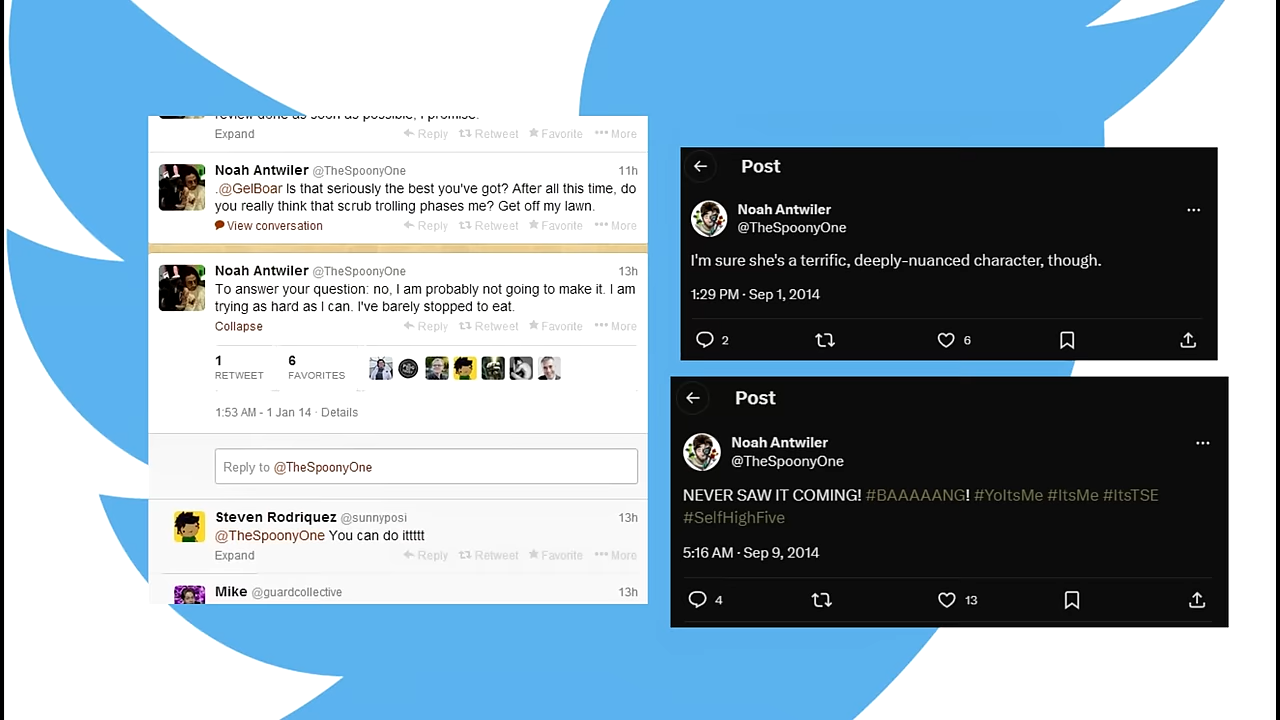 review done as soon as possible, I promise.
Expand
Reply Retweet Favorite More
Noah Antwiler @TheSpoonyOne 11h
.@GelBoar Is that seriously the best you've got? After all this time, do
you really think that scrub trolling phases me? Get off my lawn.
View conversation Reply Retweet Favorite More
Noah Antwiler @TheSpoonyOne 13h
To answer your question: no, I am probably not going to make it. I am
trying as hard as I can. I've barely stopped to eat.
Collapse Reply Retweet Favorite More
1 6
RETWEET FAVORITES
1:53 AM - 1 Jan 14 · Details
Reply to @TheSpoonyOne
Steven Rodriquez @sunnyposi 13h
@TheSpoonyOne You can do ittttt
Expand Reply Retweet Favorite More
Mike @guardcollective 13h
Post
Noah Antwiler
@TheSpoonyOne
I'm sure she's a terrific, deeply-nuanced character, though.
1:29 PM · Sep 1, 2014
2 6
Post
Noah Antwiler
@TheSpoonyOne
NEVER SAW IT COMING! #BAAAAANG! #YoItsMe #ItsMe #ItsTSE
#SelfHighFive
5:16 AM · Sep 9, 2014
4 13